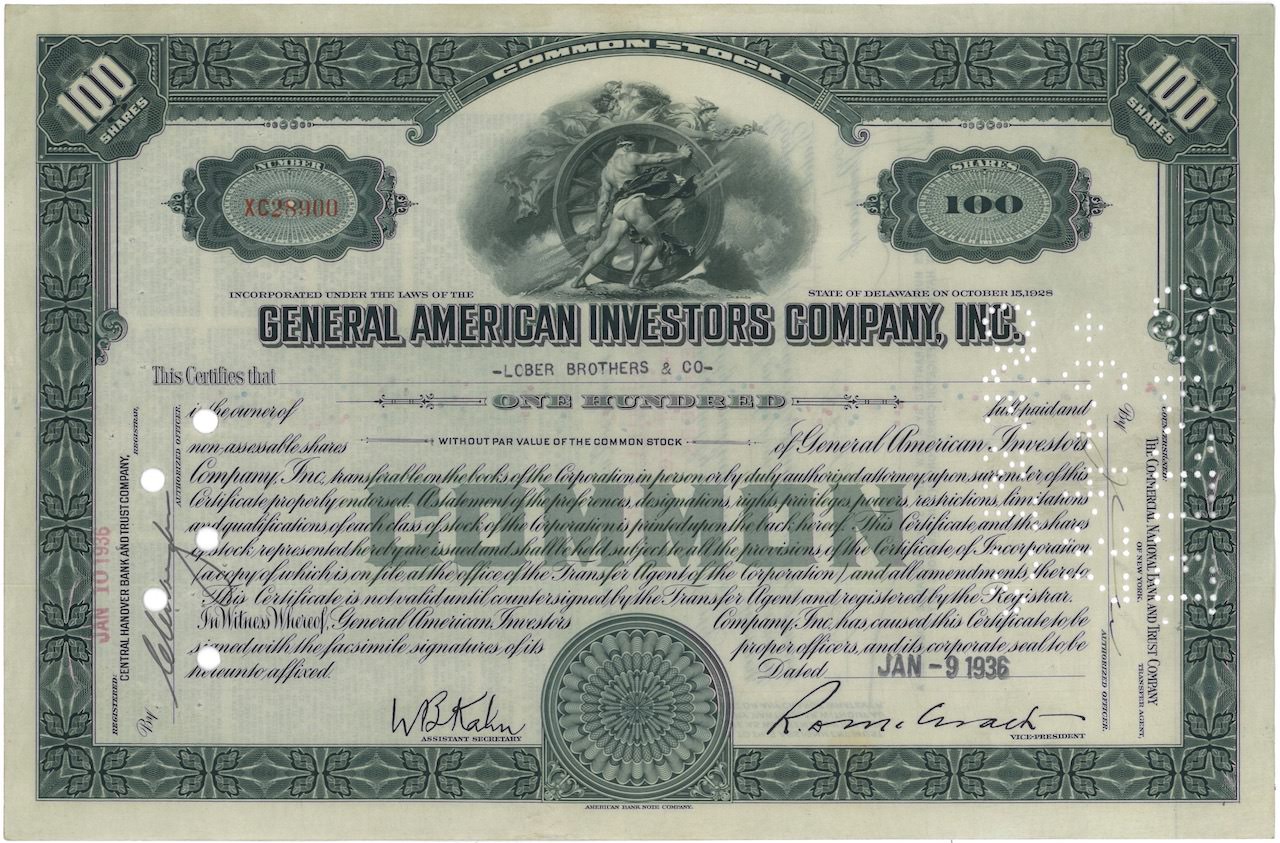 COMMON STOCK
100 SHARES
100 SHARES
NUMBER
XC28900
SHARES
100
INCORPORATED UNDER THE LAWS OF THE STATE OF DELAWARE ON OCTOBER 15, 1928
GENERAL AMERICAN INVESTORS COMPANY, INC.
This Certifies that -LOBER BROTHERS & CO-
is the owner of ONE HUNDRED full paid and
non-assessable shares WITHOUT PAR VALUE OF THE COMMON STOCK of General American Investors
Company, Inc., transferable on the books of the Corporation in person or by duly authorized attorney, upon surrender of this
Certificate properly endorsed. A statement of the preferences, designations, rights, privileges, powers, restrictions, limitations
and qualifications of each class of stock of the Corporation is printed upon the back hereof. This Certificate and the shares
of stock represented hereby are issued and shall be held subject to all the provisions of the Certificate of Incorporation
(a copy of which is on file at the office of the Transfer Agent of the Corporation) and all amendments thereto.
This Certificate is not valid until countersigned by the Transfer Agent and registered by the Registrar.
In Witness Whereof, General American Investors Company, Inc., has caused this Certificate to be
signed with the facsimile signatures of its proper officers, and its corporate seal to be
hereunto affixed. Dated JAN -9 1936
COMMON
W B Kahn
ASSISTANT SECRETARY
VICE-PRESIDENT
AMERICAN BANK NOTE COMPANY.
JAN 10 1936
REGISTERED:
CENTRAL HANOVER BANK AND TRUST COMPANY,
REGISTRAR,
By
AUTHORIZED OFFICER.
COUNTERSIGNED:
THE COMMERCIAL NATIONAL BANK AND TRUST COMPANY
OF NEW YORK,
TRANSFER AGENT,
By
AUTHORIZED OFFICER.